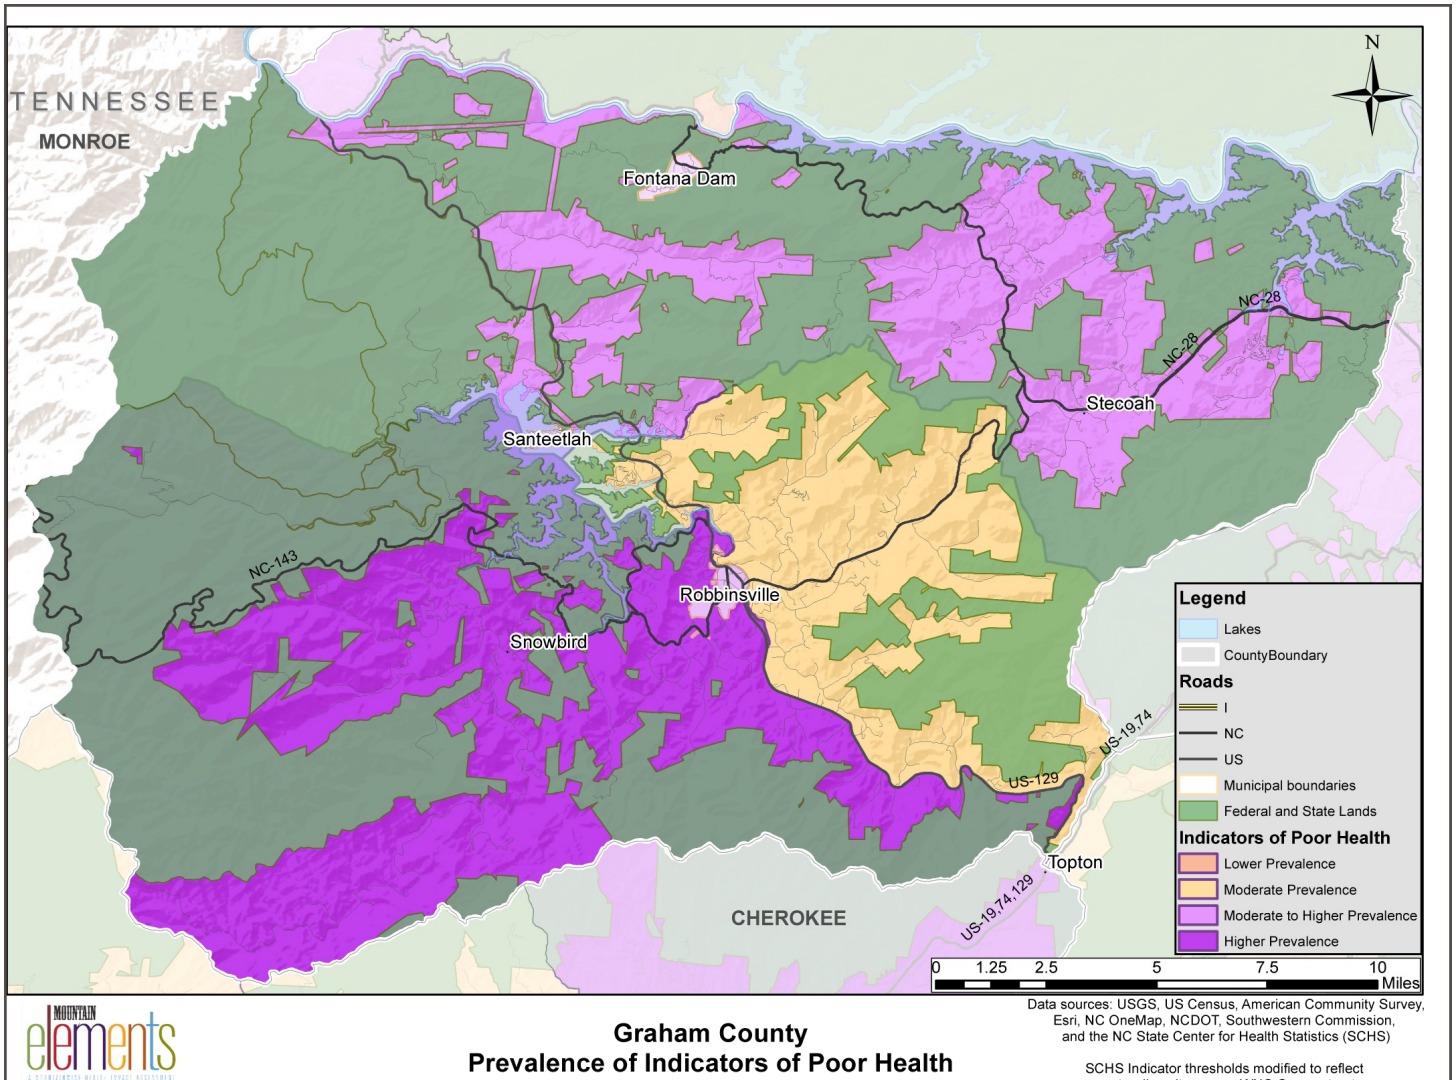 N
TENNESSEE
MONROE
Fontana Dam
NC-28
NC-28
Stecoah
Santeetlah
NC-143
Robbinsville
Snowbird
US-19,74
US-129
Topton
US-19,74,129
CHEROKEE
Legend
Lakes
CountyBoundary
Roads
I
NC
US
Municipal boundaries
Federal and State Lands
Indicators of Poor Health
Lower Prevalence
Moderate Prevalence
Moderate to Higher Prevalence
Higher Prevalence
0 1.25 2.5 5 7.5 10
Miles
MOUNTAIN
elements
Graham County
Prevalence of Indicators of Poor Health
Data sources: USGS, US Census, American Community Survey,
Esri, NC OneMap, NCDOT, Southwestern Commission,
and the NC State Center for Health Statistics (SCHS)
SCHS Indicator thresholds modified to reflect